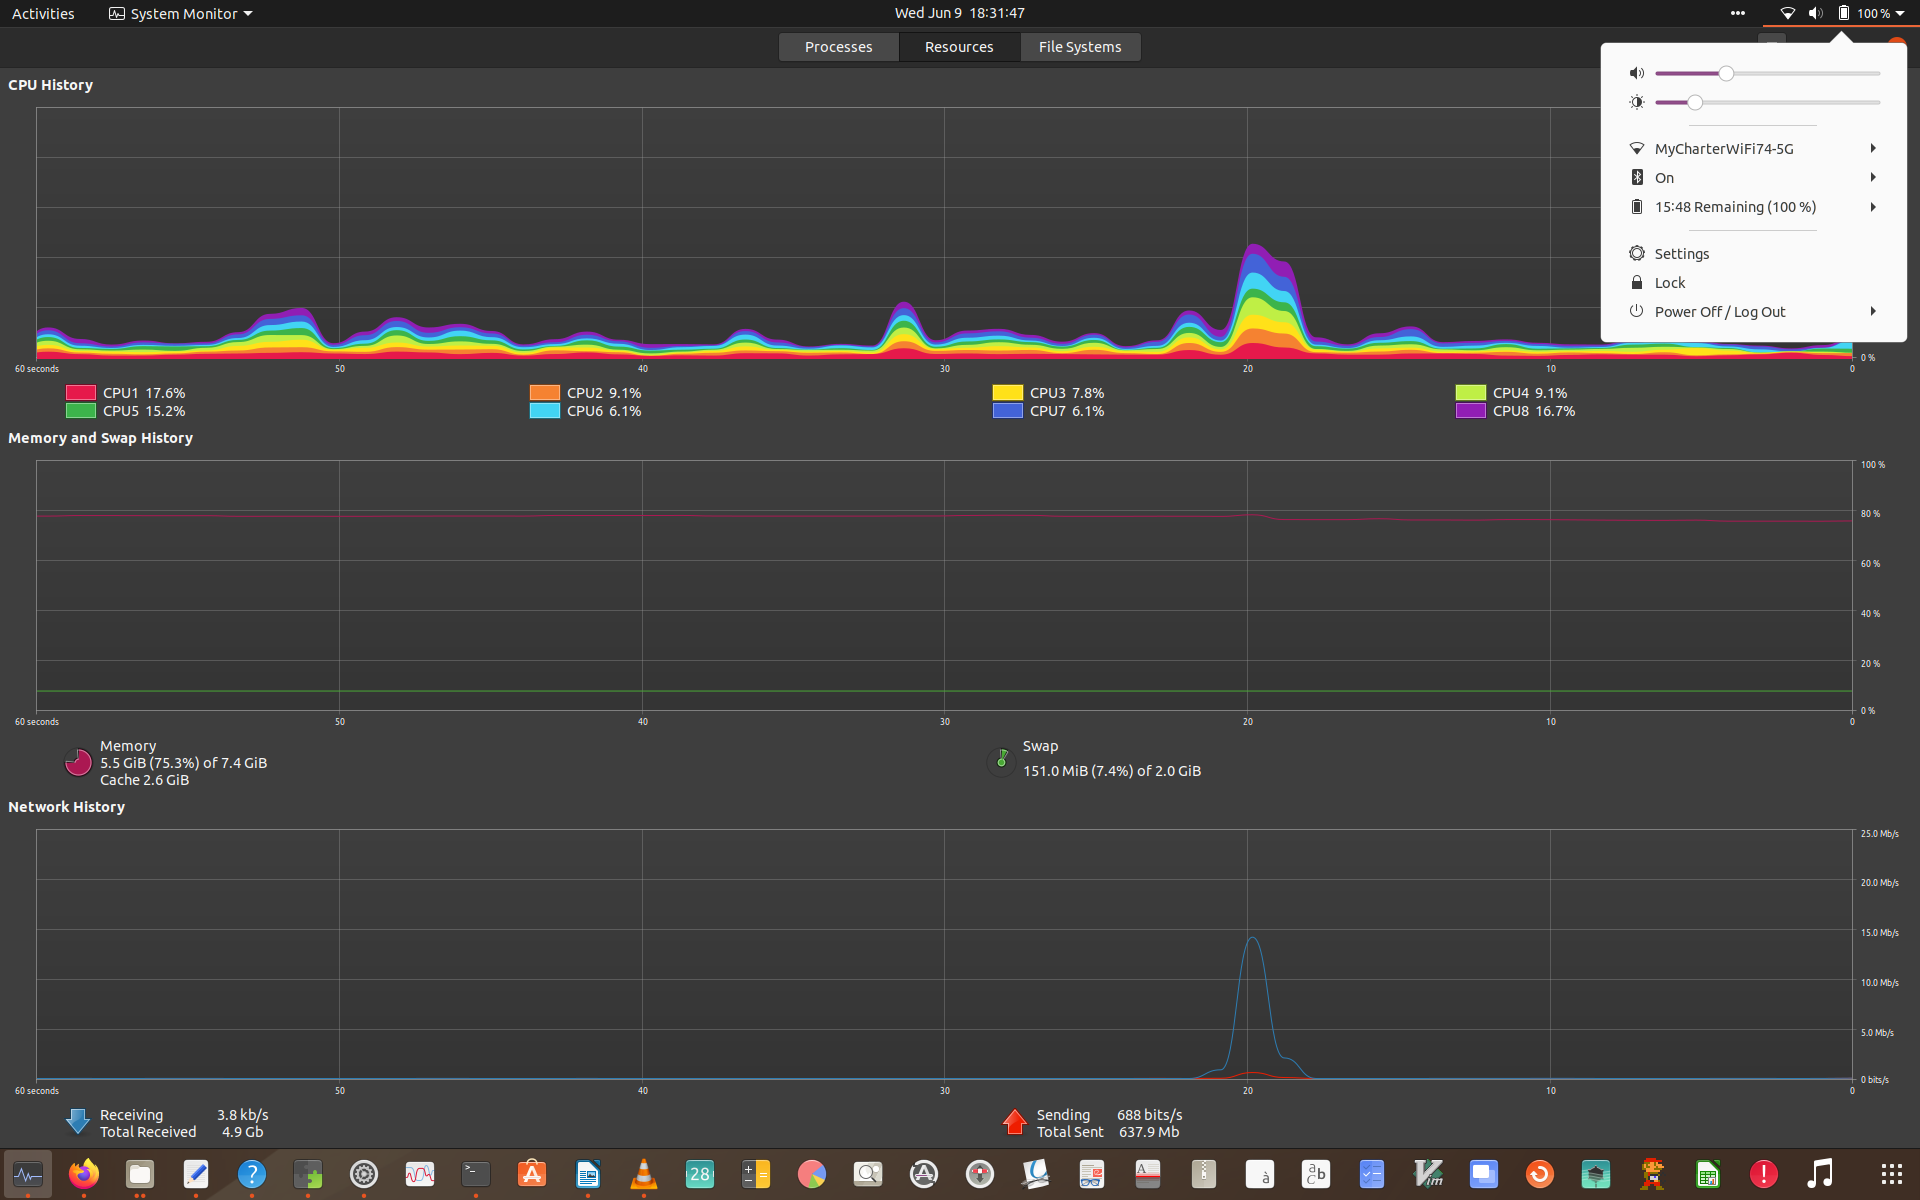 Activities
System Monitor
Wed Jun 9 18:31:47
100 %
Processes
Resources
File Systems
CPU History
MyCharterWiFi74-5G
On
15:48 Remaining (100 %)
Settings
Lock
Power Off / Log Out
0 %
60 seconds
50
40
30
20
10
0
CPU1 17.6%
CPU2 9.1%
CPU3 7.8%
CPU4 9.1%
CPU5 15.2%
CPU6 6.1%
CPU7 6.1%
CPU8 16.7%
Memory and Swap History
100 %
80 %
60 %
40 %
20 %
0 %
60 seconds
50
40
30
20
10
0
Memory
5.5 GiB (75.3%) of 7.4 GiB
Cache 2.6 GiB
Swap
151.0 MiB (7.4%) of 2.0 GiB
Network History
25.0 Mb/s
20.0 Mb/s
15.0 Mb/s
10.0 Mb/s
5.0 Mb/s
0 bits/s
60 seconds
50
40
30
20
10
0
Receiving 3.8 kb/s
Total Received 4.9 Gb
Sending 688 bits/s
Total Sent 637.9 Mb
28